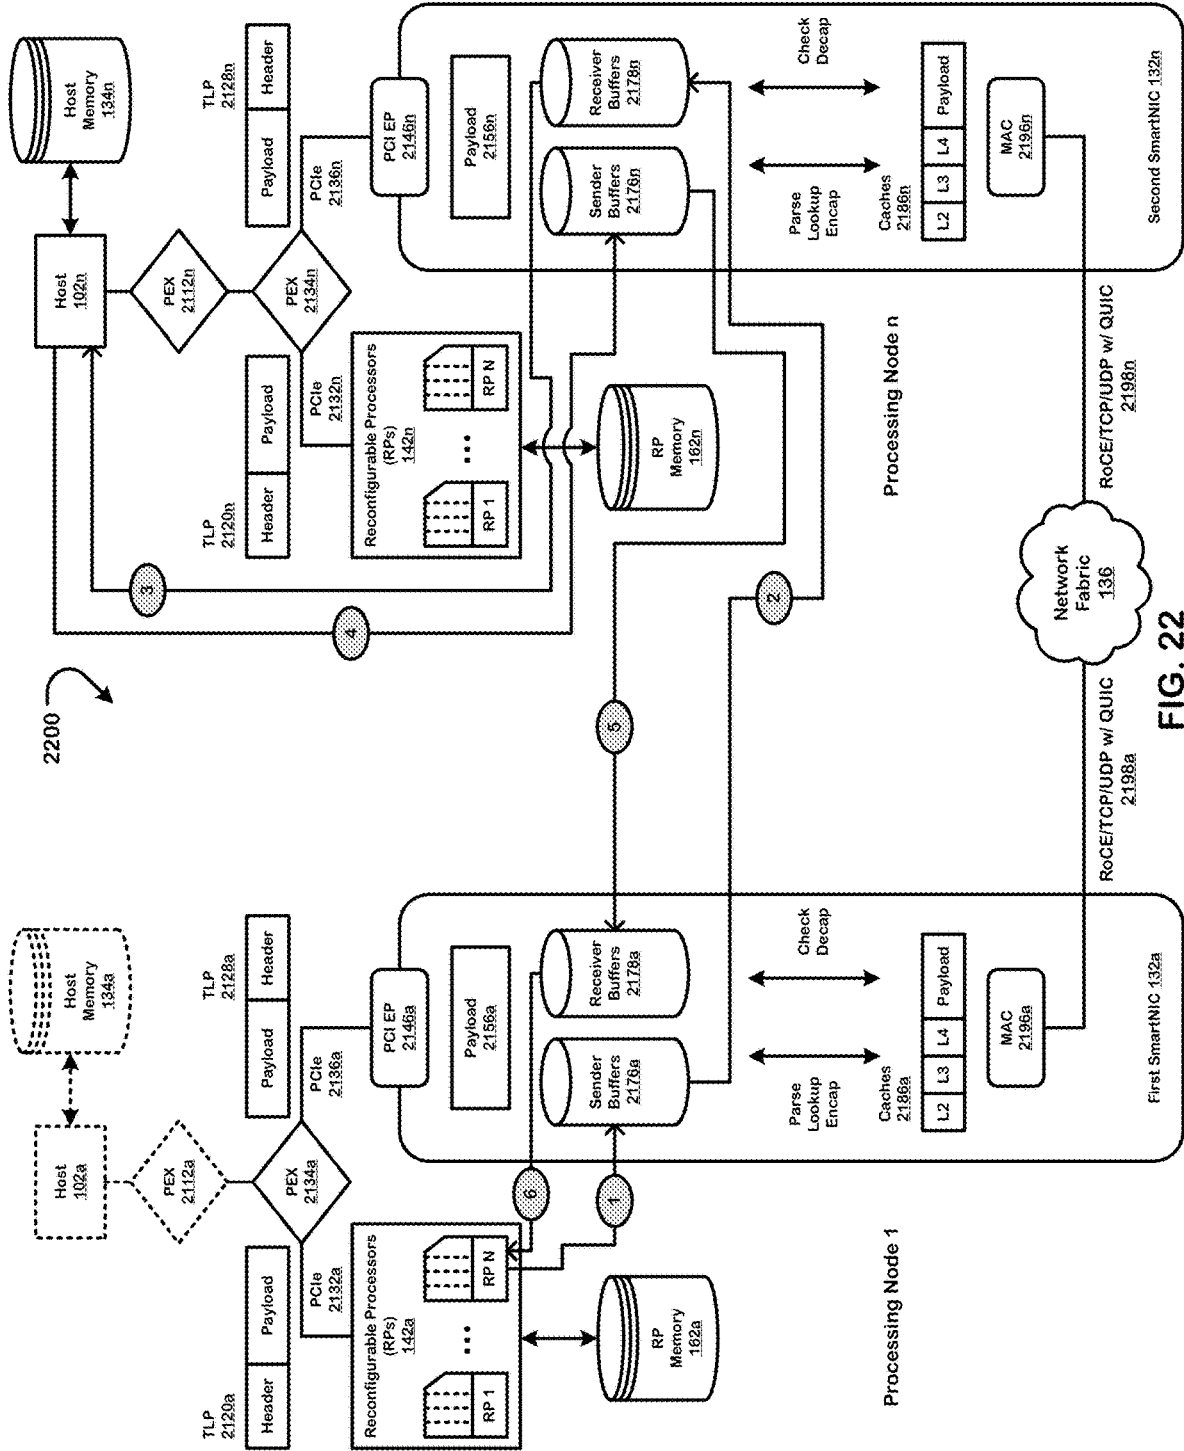 2200
Host
102a
Host
Memory
134a
PEX
2112a
TLP
2120a
Header
Payload
TLP
2128a
Payload
Header
PEX
2134a
PCIe
2132a
PCIe
2136a
Reconfigurable Processors
(RPs)
142a
RP 1
...
RP N
RP
Memory
162a
PCI EP
2146a
Payload
2156a
Sender
Buffers
2176a
Receiver
Buffers
2178a
Parse
Lookup
Encap
Check
Decap
Caches
2186a
L2
L3
L4
Payload
MAC
2196a
First SmartNIC 132a
Processing Node 1
6
1
5
2
3
4
Host
102n
Host
Memory
134n
PEX
2112n
TLP
2120n
Header
Payload
TLP
2128n
Payload
Header
PEX
2134n
PCIe
2132n
PCIe
2136n
Reconfigurable Processors
(RPs)
142n
RP 1
...
RP N
RP
Memory
162n
PCI EP
2146n
Payload
2156n
Sender
Buffers
2176n
Receiver
Buffers
2178n
Parse
Lookup
Encap
Check
Decap
Caches
2186n
L2
L3
L4
Payload
MAC
2196n
Second SmartNIC 132n
Processing Node n
RoCE/TCP/UDP w/ QUIC
2198a
Network
Fabric
136
RoCE/TCP/UDP w/ QUIC
2198n
FIG. 22